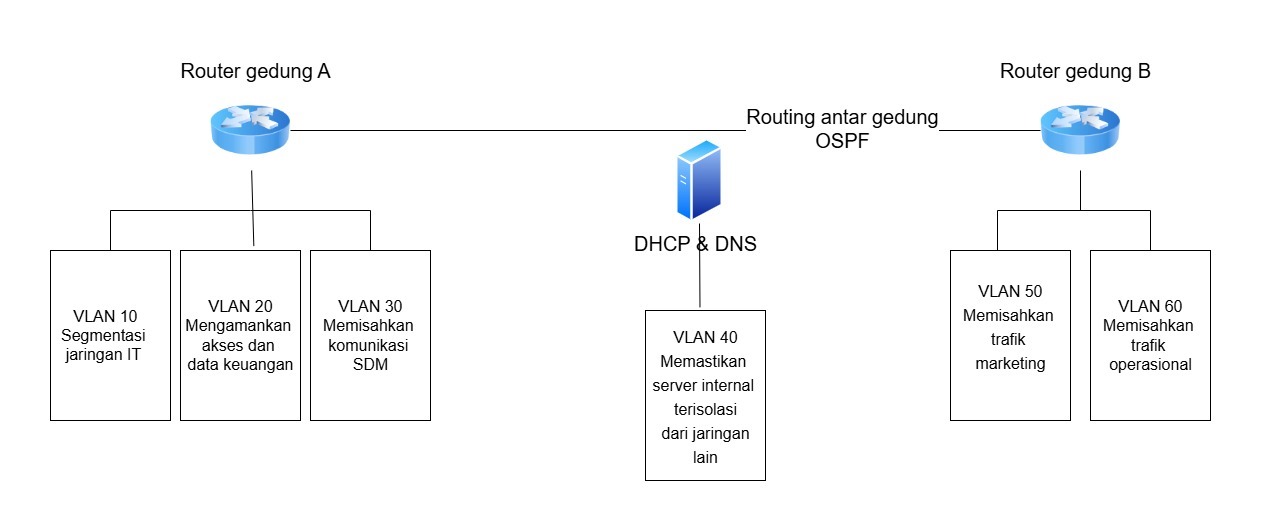 Router gedung A
Router gedung B
Routing antar gedung
OSPF
DHCP & DNS
VLAN 10
Segmentasi
jaringan IT
VLAN 20
Mengamankan
akses dan
data keuangan
VLAN 30
Memisahkan
komunikasi
SDM
VLAN 40
Memastikan
server internal
terisolasi
dari jaringan
lain
VLAN 50
Memisahkan
trafik
marketing
VLAN 60
Memisahkan
trafik
operasional